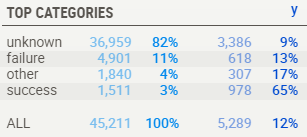 TOP CATEGORIES y
unknown 36,959 82% 3,386 9%
failure 4,901 11% 618 13%
other 1,840 4% 307 17%
success 1,511 3% 978 65%
ALL 45,211 100% 5,289 12%